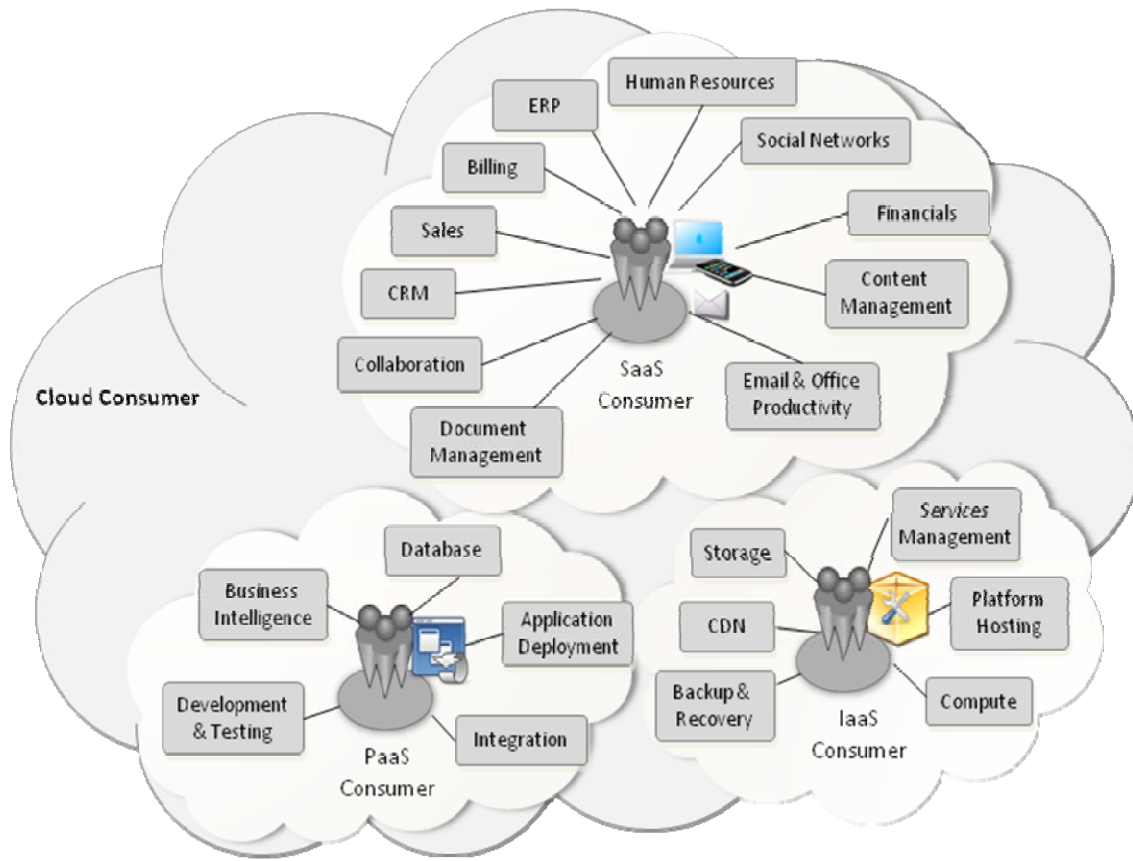 Human Resources
ERP
Social Networks
Billing
Financials
Sales
Content
Management
CRM
Collaboration
SaaS
Consumer
Email & Office
Productivity
Cloud Consumer
Document
Management
Services
Management
Database
Storage
Business
Intelligence
Application
Deployment
Platform
Hosting
CDN
Development
& Testing
Backup &
Recovery
Compute
Integration
IaaS
Consumer
PaaS
Consumer